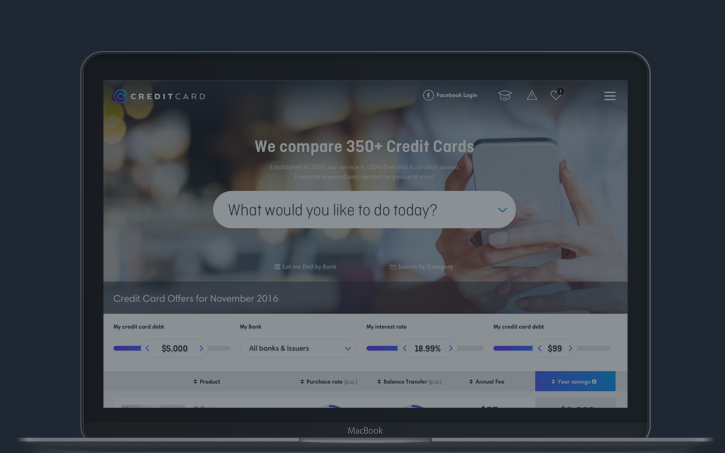 CREDITCARD
Facebook Login
We compare 350+ Credit Cards
Established in 2001, our service is 100% Free and Australian owned.
Financial licenced and secured for peace of mind.
What would you like to do today?
Let me find by Bank
Search by Category
Credit Card Offers for November 2016
My credit card debt
My Bank
My interest rate
My credit card debt
$5,000
All banks & Issuers
18.99%
$99
Product
Purchase rate (p.a.)
Balance Transfer (p.a.)
Annual Fee
Your savings
MacBook